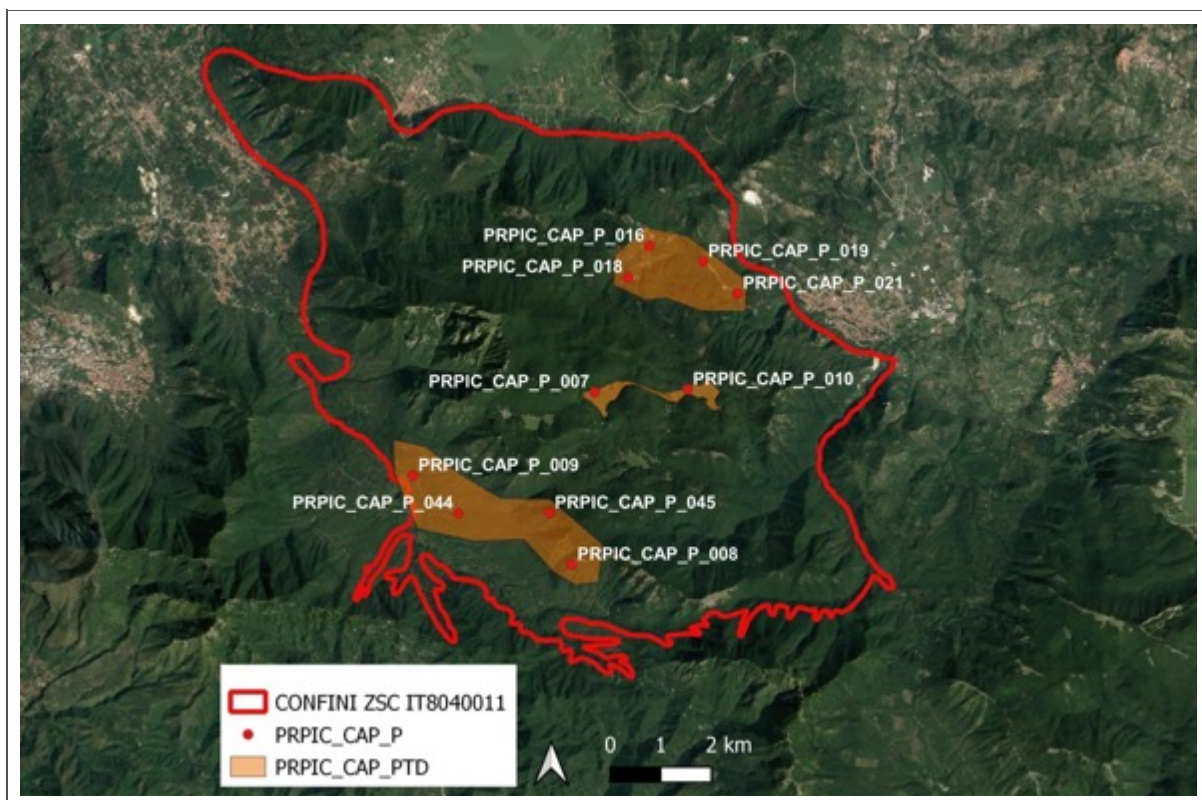 PRPIC_CAP_P_016
PRPIC_CAP_P_019
PRPIC_CAP_P_018
PRPIC_CAP_P_021
PRPIC_CAP_P_007
PRPIC_CAP_P_010
PRPIC_CAP_P_009
PRPIC_CAP_P_044
PRPIC_CAP_P_045
PRPIC_CAP_P_008
CONFINI ZSC IT8040011
PRPIC_CAP_P
PRPIC_CAP_PTD
0 1 2 km